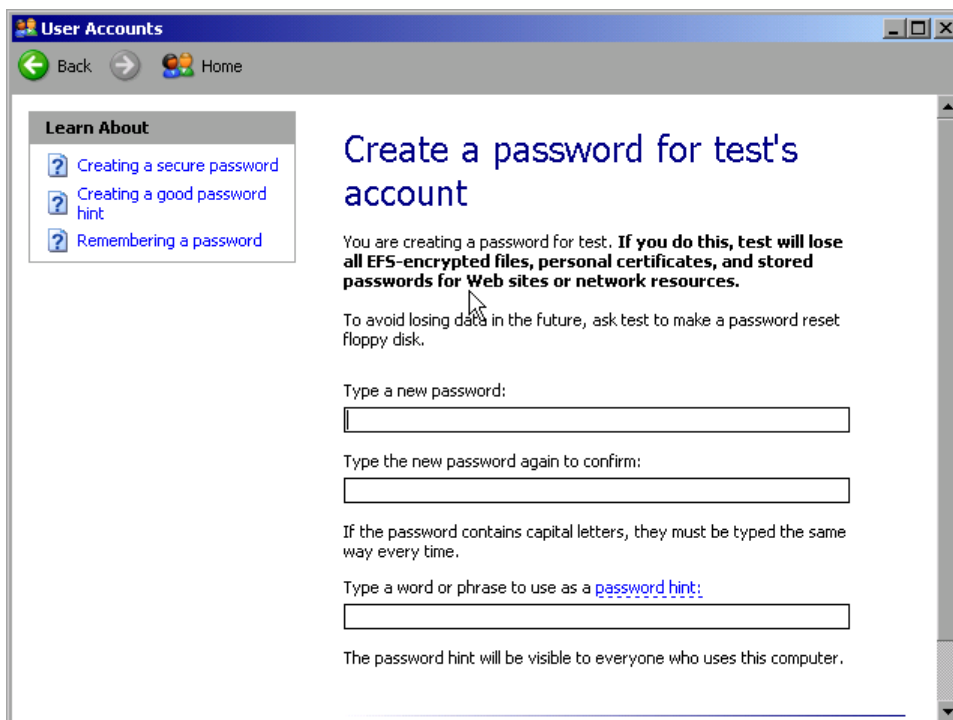 User Accounts
Back
Home
Learn About
Creating a secure password
Creating a good password
hint
Remembering a password
Create a password for test's
account
You are creating a password for test. If you do this, test will lose
all EFS-encrypted files, personal certificates, and stored
passwords for Web sites or network resources.
To avoid losing data in the future, ask test to make a password reset
floppy disk.
Type a new password:
Type the new password again to confirm:
If the password contains capital letters, they must be typed the same
way every time.
Type a word or phrase to use as a password hint:
The password hint will be visible to everyone who uses this computer.